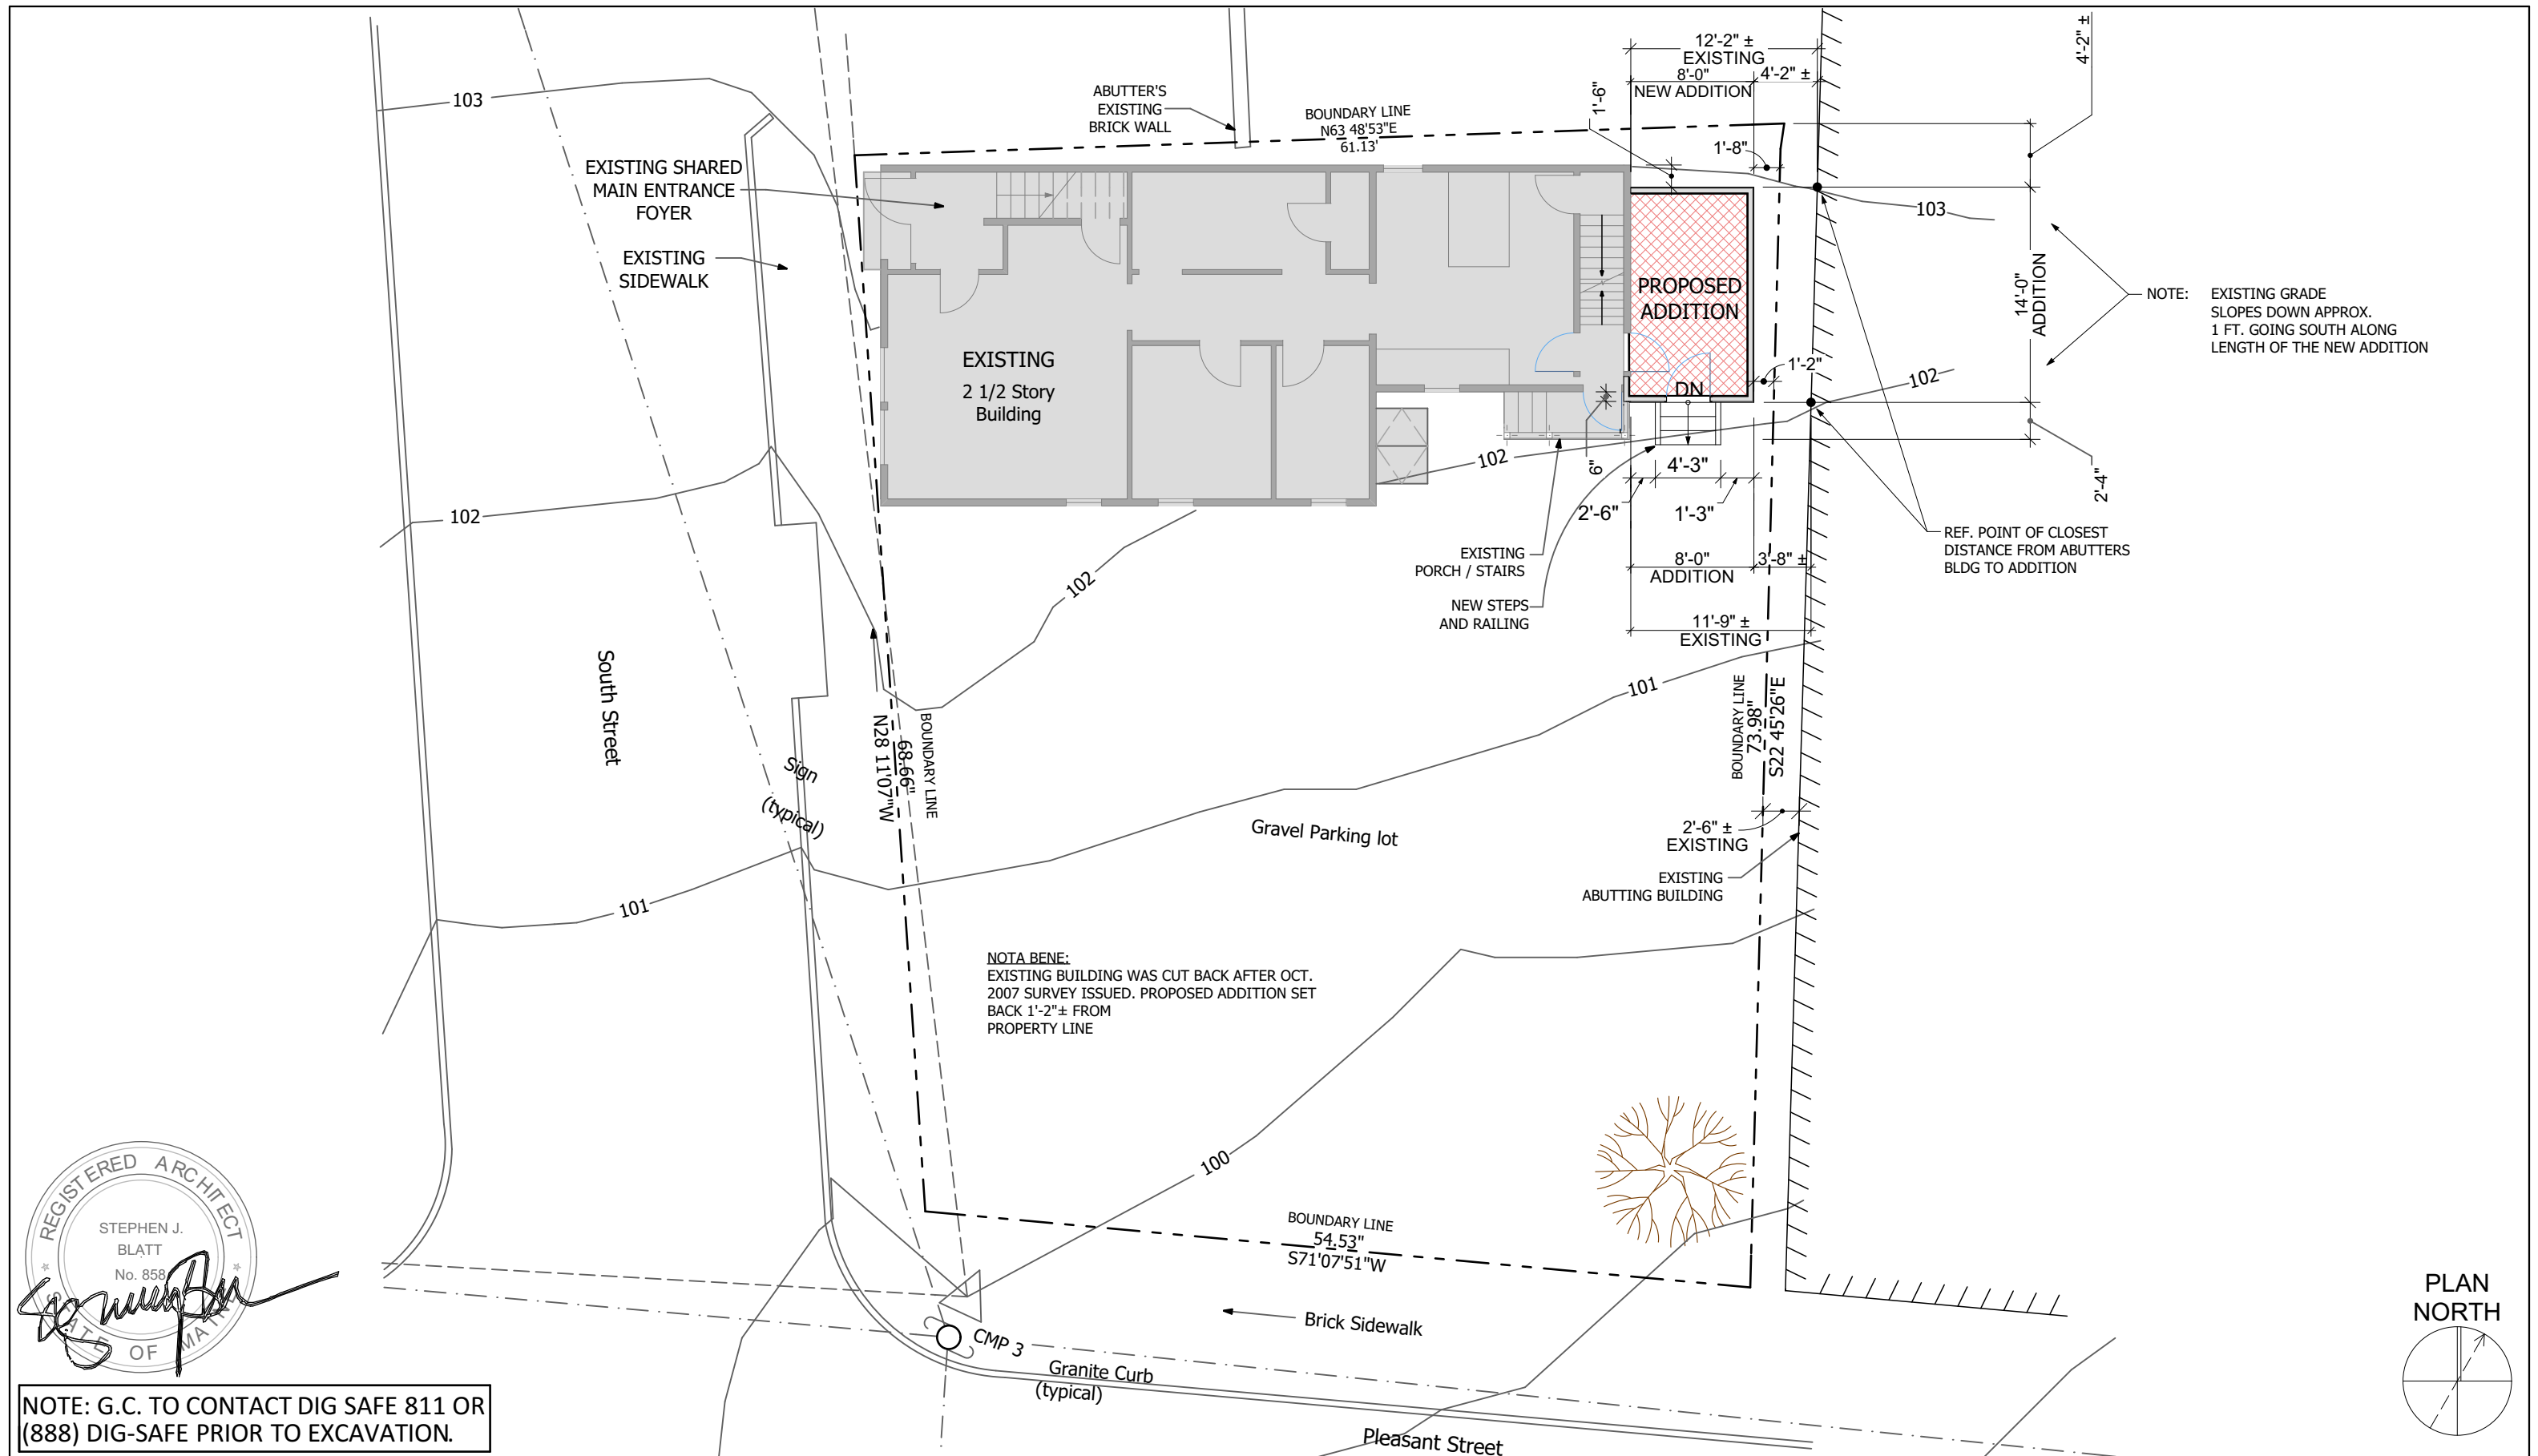 12'-2" ±
EXISTING
8'-0"
4'-2" ±
NEW ADDITION
1'-6"
4'-2" ±
ABUTTER'S
EXISTING
BRICK WALL
BOUNDARY LINE
N63 48'53"E
61.13'
1'-8"
103
EXISTING SHARED
MAIN ENTRANCE
FOYER
EXISTING
SIDEWALK
103
PROPOSED
ADDITION
14'-0"
ADDITION
NOTE:
EXISTING GRADE
SLOPES DOWN APPROX.
1 FT. GOING SOUTH ALONG
LENGTH OF THE NEW ADDITION
EXISTING
2 1/2 Story
Building
1'-2"
DN
102
102
102
6"
4'-3"
2'-6"
1'-3"
2'-4"
EXISTING
PORCH / STAIRS
NEW STEPS
AND RAILING
REF. POINT OF CLOSEST
DISTANCE FROM ABUTTERS
BLDG TO ADDITION
8'-0"
3'-8" ±
ADDITION
11'-9" ±
EXISTING
102
South Street
101
BOUNDARY LINE
68.66"
N28 11'07"W
BOUNDARY LINE
73.98"
S22 45'26"E
Sign
(typical)
Gravel Parking lot
2'-6" ±
EXISTING
EXISTING
ABUTTING BUILDING
101
NOTA BENE:
EXISTING BUILDING WAS CUT BACK AFTER OCT.
2007 SURVEY ISSUED. PROPOSED ADDITION SET
BACK 1'-2"± FROM
PROPERTY LINE
100
BOUNDARY LINE
54.53"
S71'07'51"W
REGISTERED ARCHITECT
STEPHEN J.
BLATT
No. 858
STATE OF MAINE
Brick Sidewalk
CMP 3
Granite Curb
(typical)
Pleasant Street
PLAN
NORTH
NOTE: G.C. TO CONTACT DIG SAFE 811 OR
(888) DIG-SAFE PRIOR TO EXCAVATION.